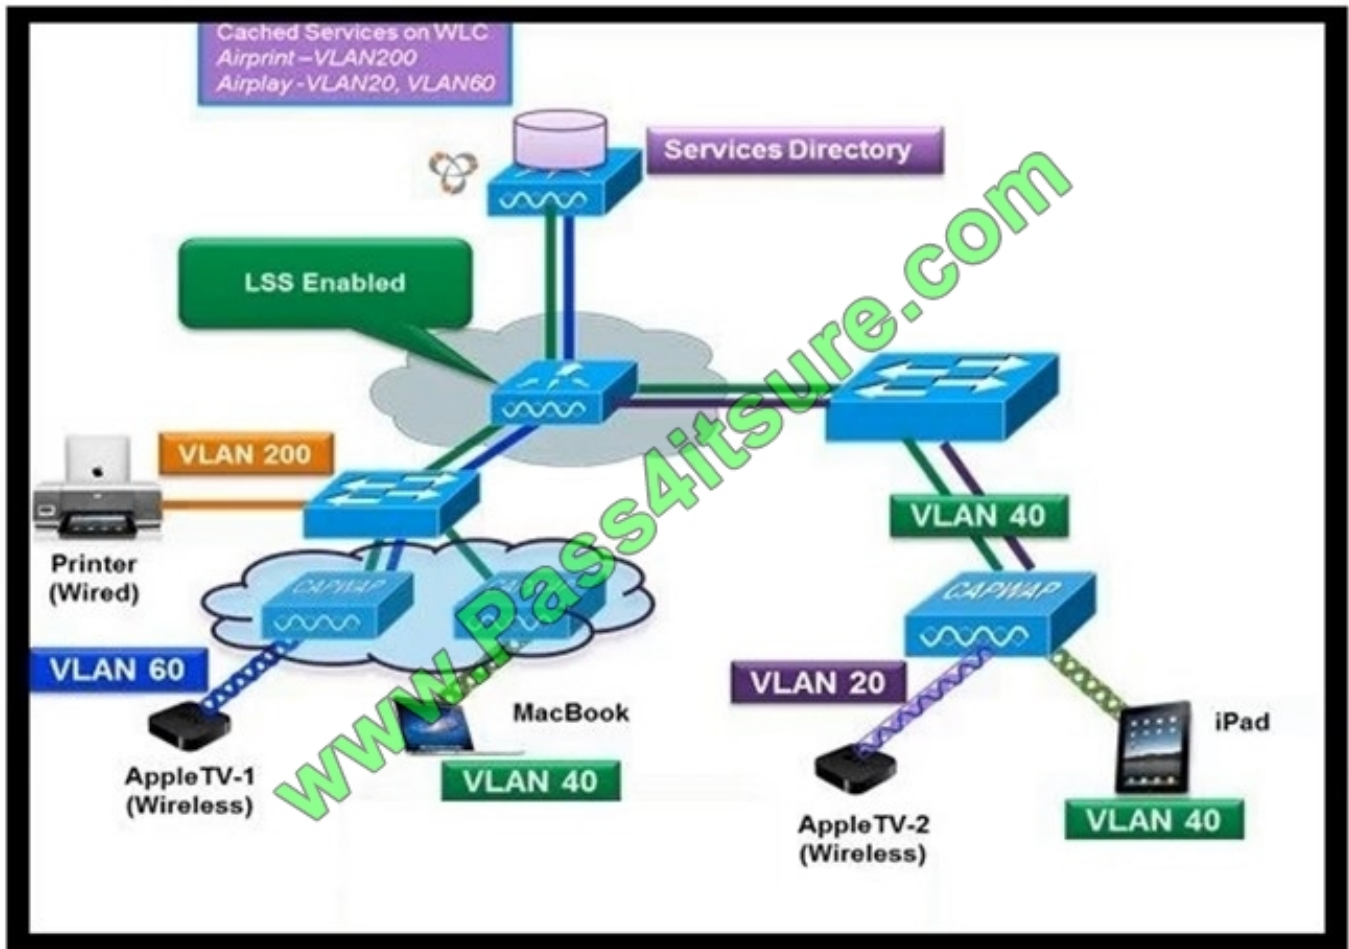 Cached Services on WLC
Airprint –VLAN200
Airplay -VLAN20, VLAN60
Services Directory
LSS Enabled
VLAN 200
Printer
(Wired)
VLAN 40
CAPWAP
CAPWAP
VLAN 60
VLAN 20
MacBook
iPad
AppleTV-1
(Wireless)
VLAN 40
AppleTV-2
(Wireless)
VLAN 40
www.Pass4itsure.com